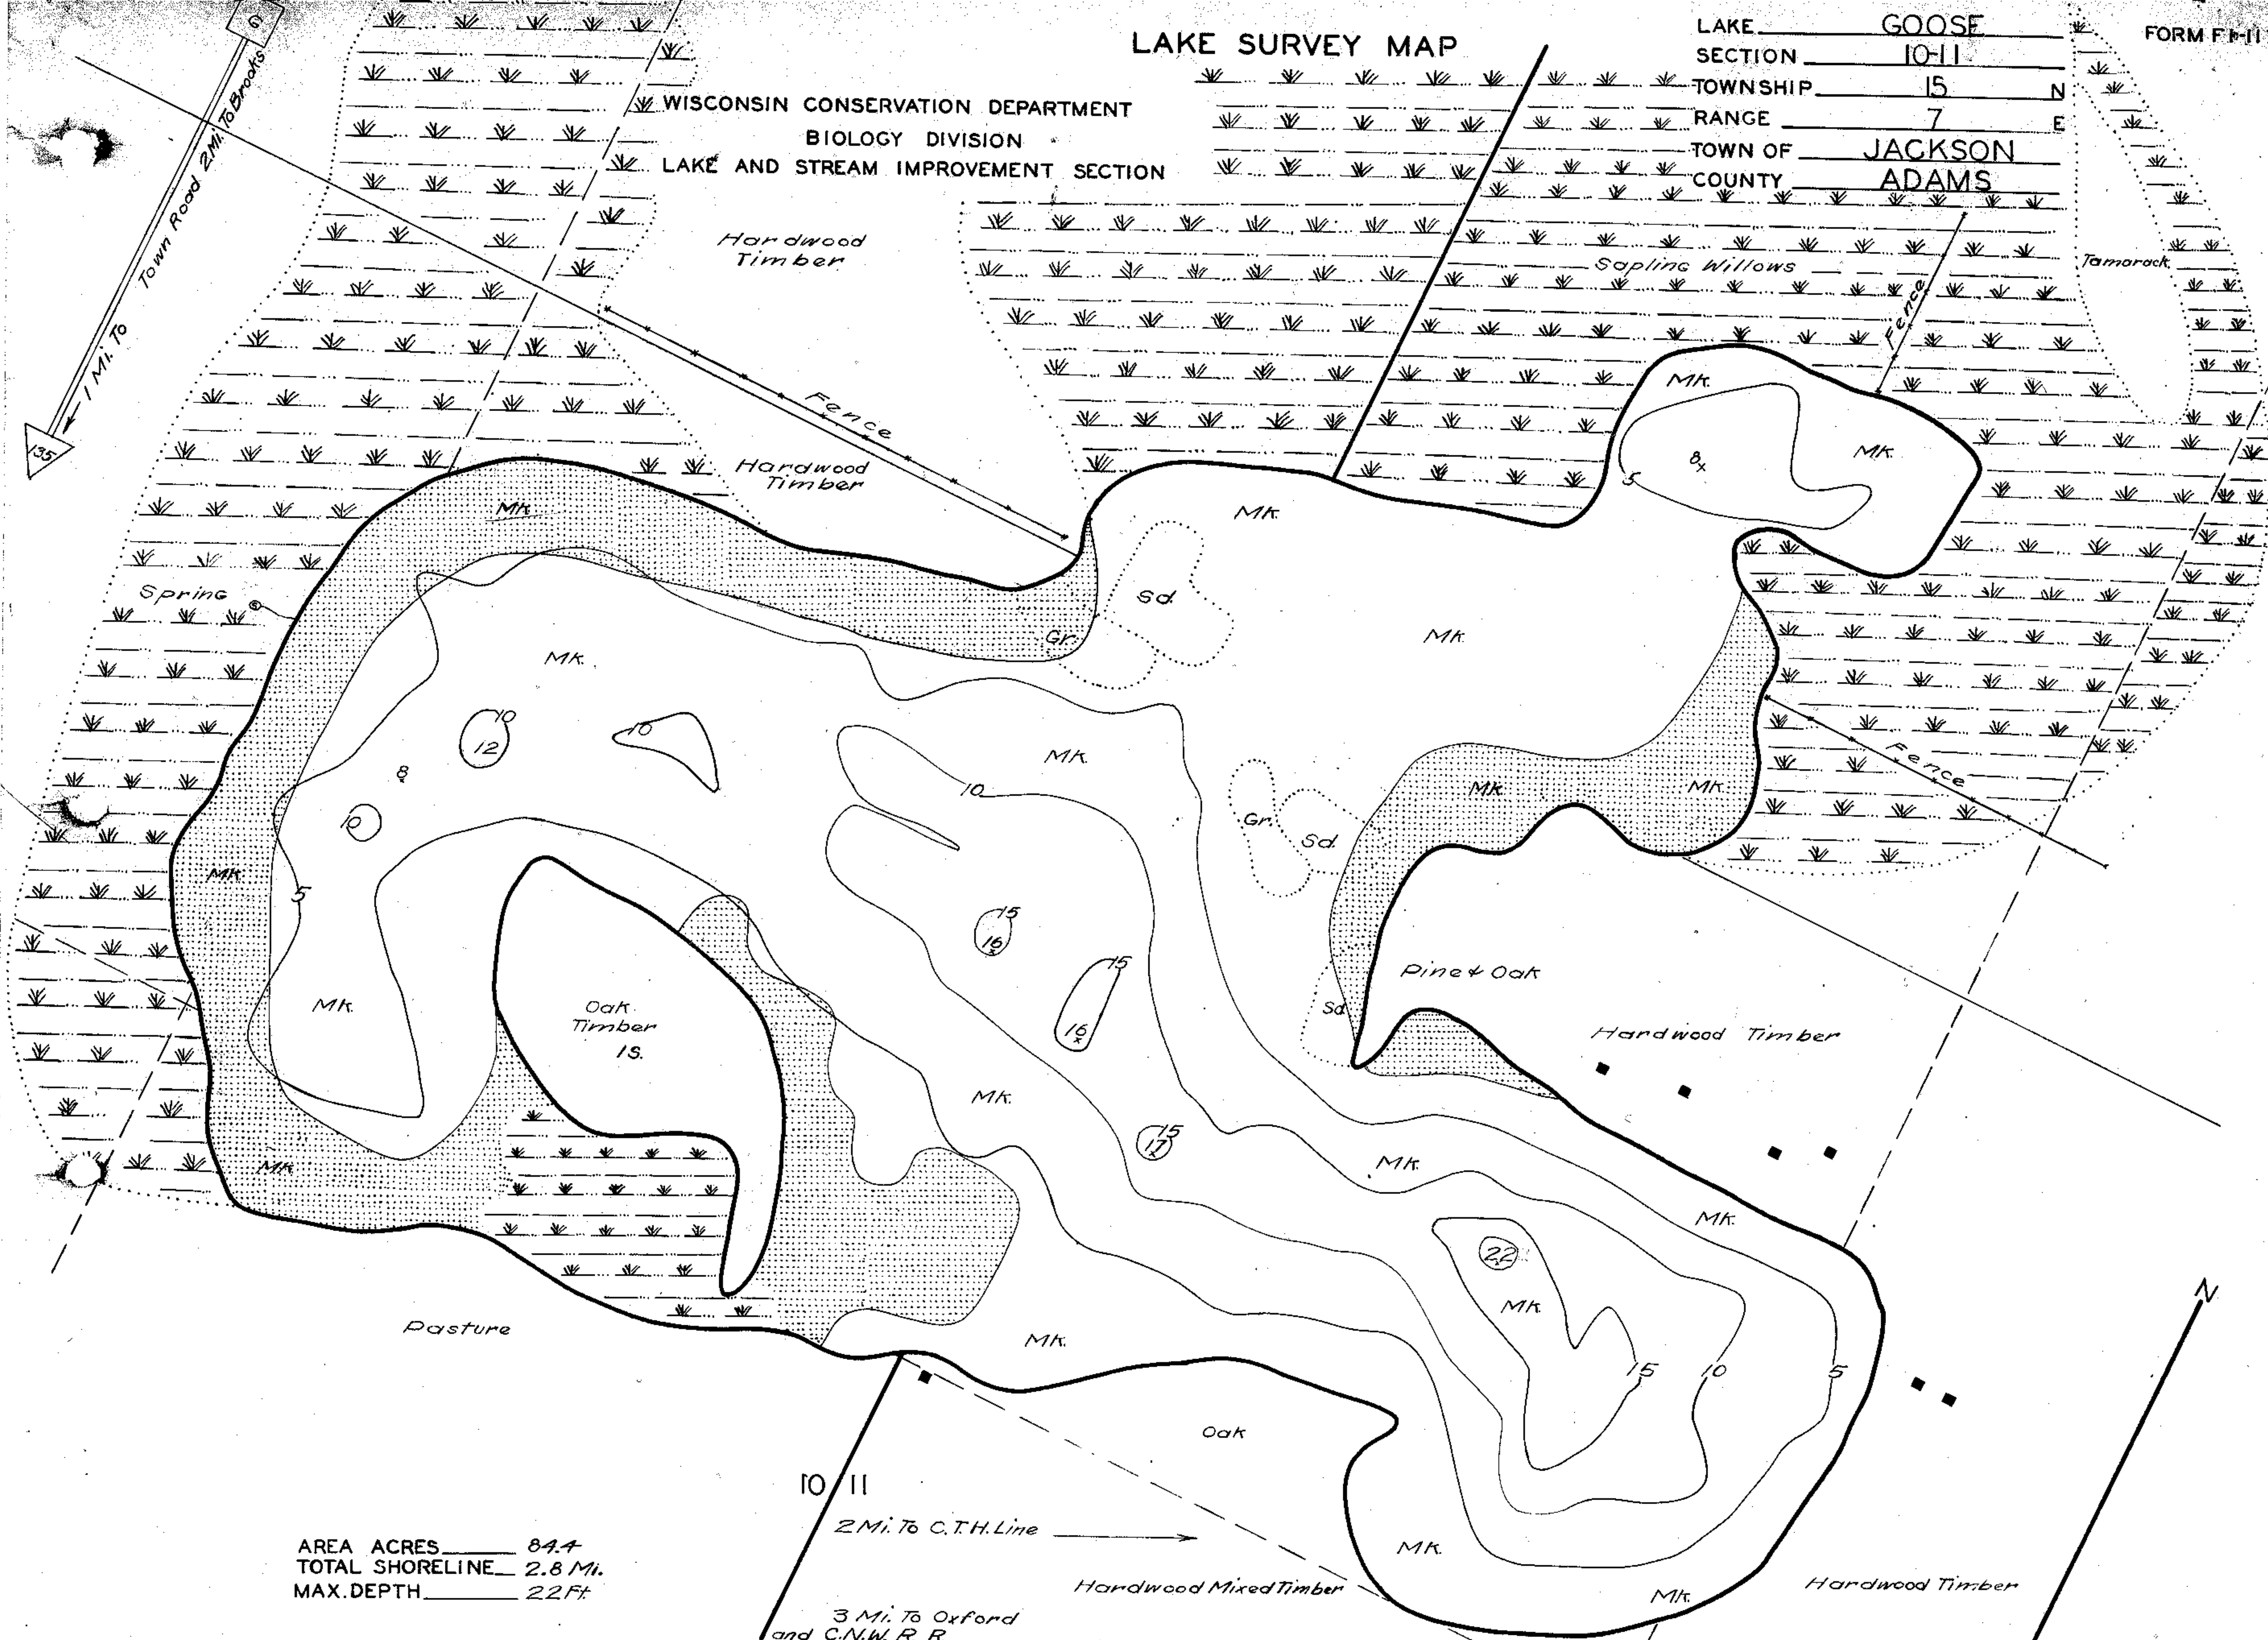 LAKE SURVEY MAP
WISCONSIN CONSERVATION DEPARTMENT
BIOLOGY DIVISION
LAKE AND STREAM IMPROVEMENT SECTION
LAKE GOOSE
SECTION 10-11
TOWNSHIP 15 N
RANGE 7 E
TOWN OF JACKSON
COUNTY ADAMS
Town Road 2 Mi. To Brooks
1 Mi. To
135
Hardwood
Timber
Sapling Willows
Tamarack
Fence
Fence
Hardwood
Timber
Mk.
Mk.
8
5
Mk.
Mk.
Spring
Sd.
Gr.
Mk.
Mk.
10
12
10
8
10
Mk.
10
Mk.
Mk.
Fence
Gr.
Sd.
Mk.
5
15
16
15
16
Pine & Oak
Mk.
Oak
Timber
Is.
Sd.
Hardwood Timber
Mk.
15
17
Mk.
Mk.
Mk.
22
Mk.
N
Pasture
Mk.
15
10
5
Oak
10 11
2 Mi. To C.T.H. Line
Mk.
AREA ACRES 84.4
TOTAL SHORELINE 2.8 Mi.
MAX. DEPTH 22 Ft.
Hardwood Mixed Timber
Mk.
Hardwood Timber
3 Mi. To Oxford
and C.N.W. R.R.